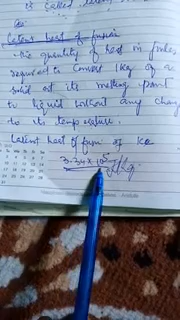 is called
Latent heat of fusion
the quantity of heat in joules
required to convert 1kg of a
solid at its melting point
to liquid without any change
to its temperature.
Latent heat of fusion of ice
3.34 x 10⁵ J/kg